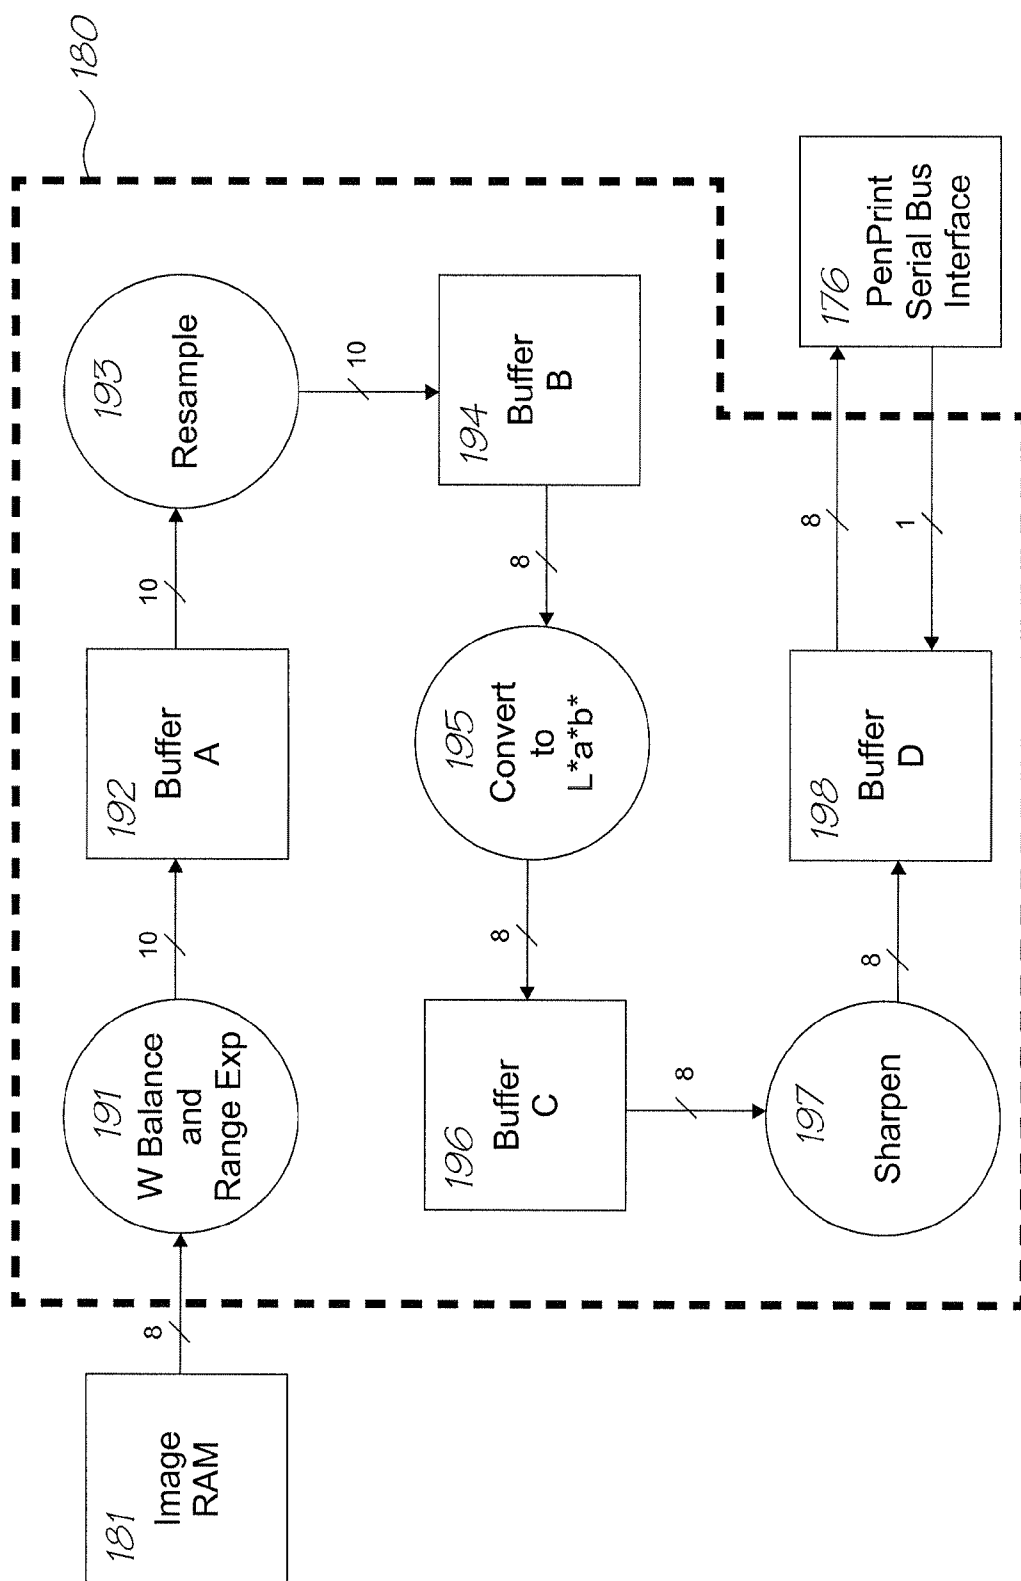 180
181
Image
RAM
8
191
W Balance
and
Range Exp
10
192
Buffer
A
10
193
Resample
10
194
Buffer
B
8
195
Convert
to
L*a*b*
8
196
Buffer
C
8
197
Sharpen
8
198
Buffer
D
8
1
176
PenPrint
Serial Bus
Interface